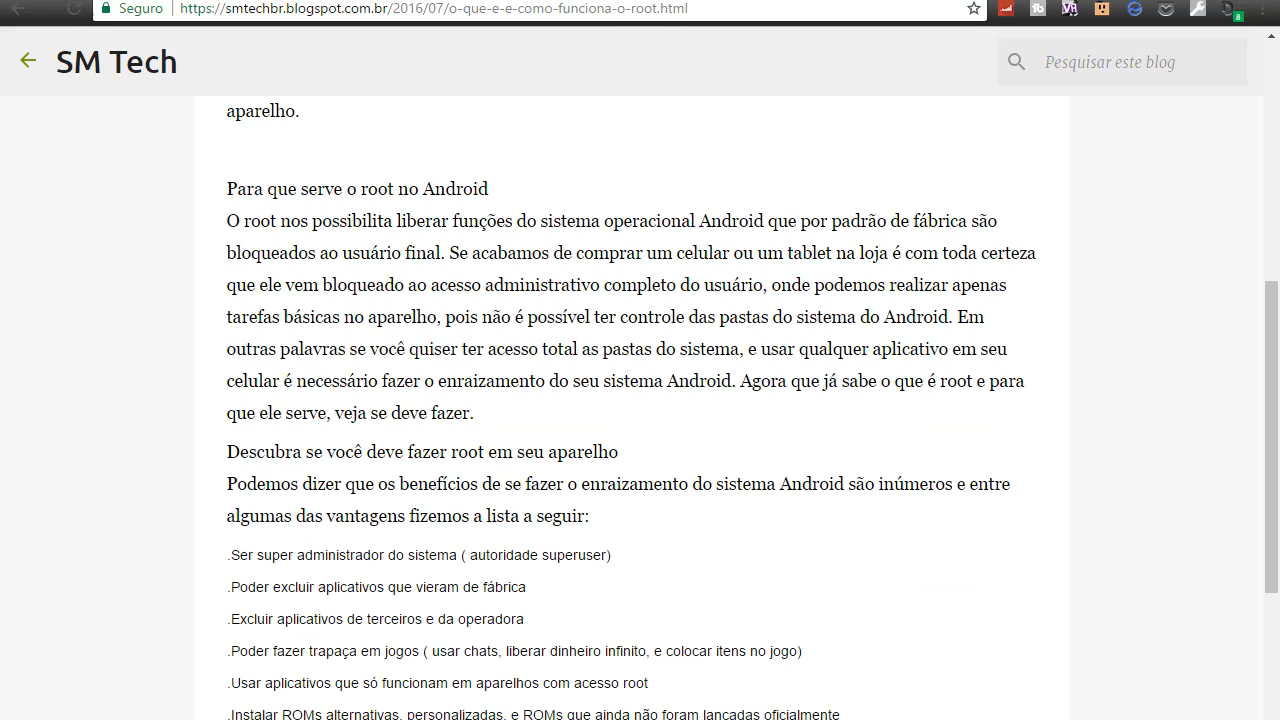 Seguro
https://smtechbr.blogspot.com.br/2016/07/o-que-e-e-como-funciona-o-root.html
SM Tech
Pesquisar este blog
aparelho.
Para que serve o root no Android
O root nos possibilita liberar funções do sistema operacional Android que por padrão de fábrica são
bloqueados ao usuário final. Se acabamos de comprar um celular ou um tablet na loja é com toda certeza
que ele vem bloqueado ao acesso administrativo completo do usuário, onde podemos realizar apenas
tarefas básicas no aparelho, pois não é possível ter controle das pastas do sistema do Android. Em
outras palavras se você quiser ter acesso total as pastas do sistema, e usar qualquer aplicativo em seu
celular é necessário fazer o enraizamento do seu sistema Android. Agora que já sabe o que é root e para
que ele serve, veja se deve fazer.
Descubra se você deve fazer root em seu aparelho
Podemos dizer que os benefícios de se fazer o enraizamento do sistema Android são inúmeros e entre
algumas das vantagens fizemos a lista a seguir:
.Ser super administrador do sistema ( autoridade superuser)
.Poder excluir aplicativos que vieram de fábrica
.Excluir aplicativos de terceiros e da operadora
.Poder fazer trapaça em jogos ( usar chats, liberar dinheiro infinito, e colocar itens no jogo)
.Usar aplicativos que só funcionam em aparelhos com acesso root
.Instalar ROMs alternativas, personalizadas, e ROMs que ainda não foram lançadas oficialmente